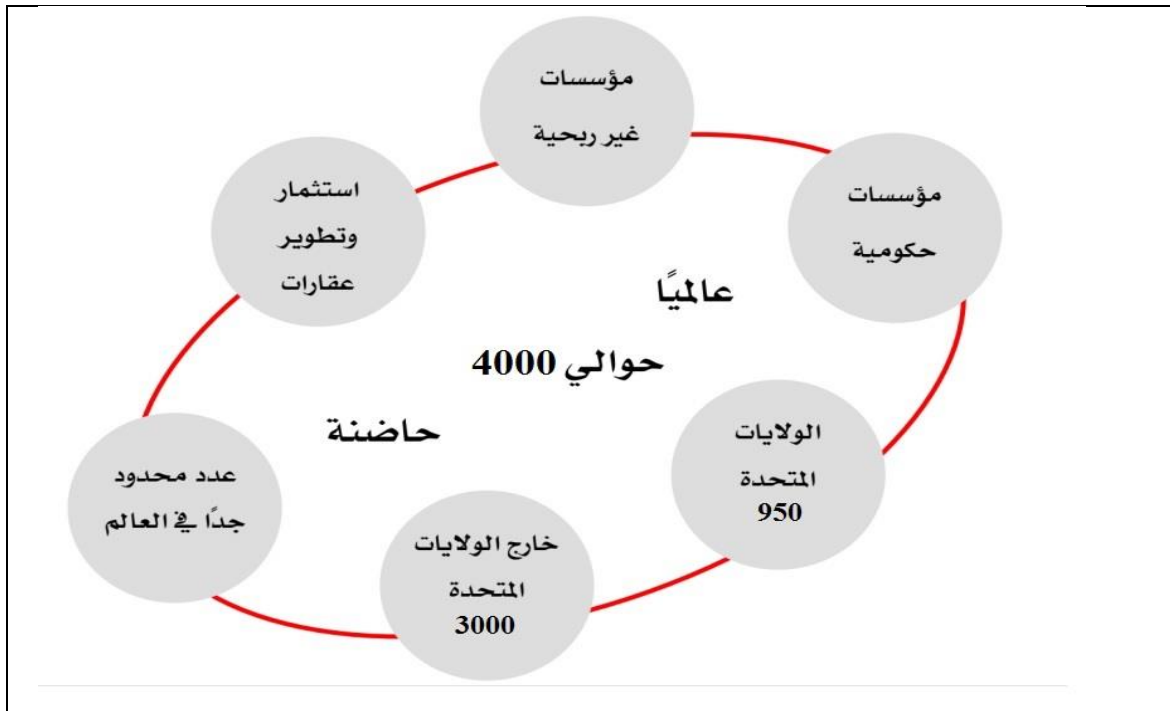 مؤسسات
غير ربحية
مؤسسات
حكومية
استثمار
وتطوير
عقارات
عالميًا
حوالي 4000
حاضنة
الولايات
المتحدة
950
خارج الولايات
المتحدة
3000
عدد محدود
جدًا في العالم